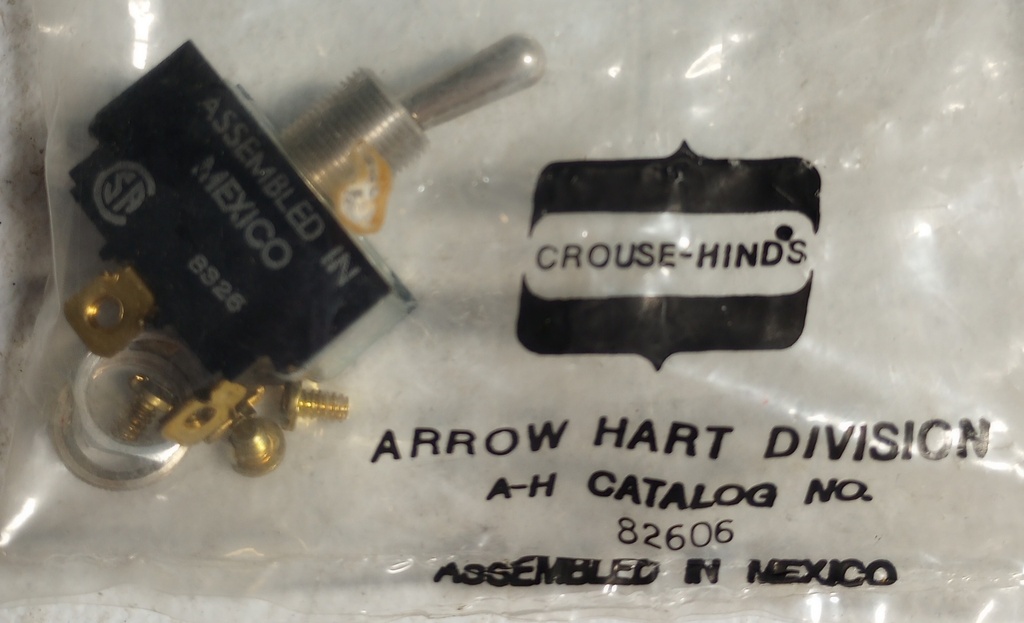 ASSEMBLED IN
MEXICO
8326
CROUSE-HINDS
ARROW HART DIVISION
A-H CATALOG NO.
82606
ASSEMBLED IN MEXICO